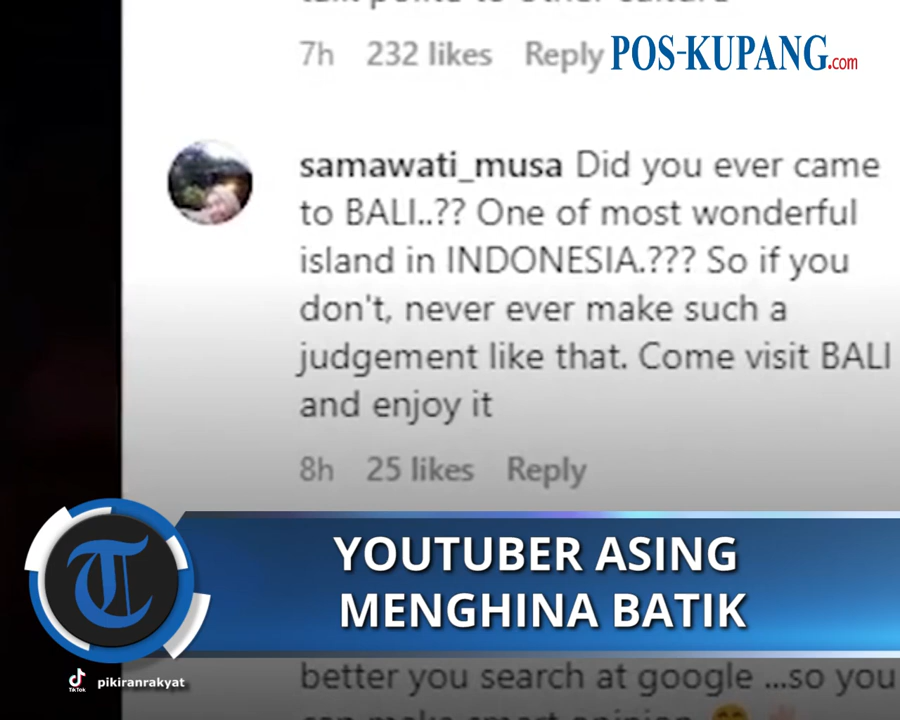 7h 232 likes Reply
POS-KUPANG.com
samawati_musa Did you ever came
to BALI..?? One of most wonderful
island in INDONESIA.??? So if you
don't, never ever make such a
judgement like that. Come visit BALI
and enjoy it
8h 25 likes Reply
YOUTUBER ASING
MENGHINA BATIK
TikTok pikiranrakyat
better you search at google ...so you